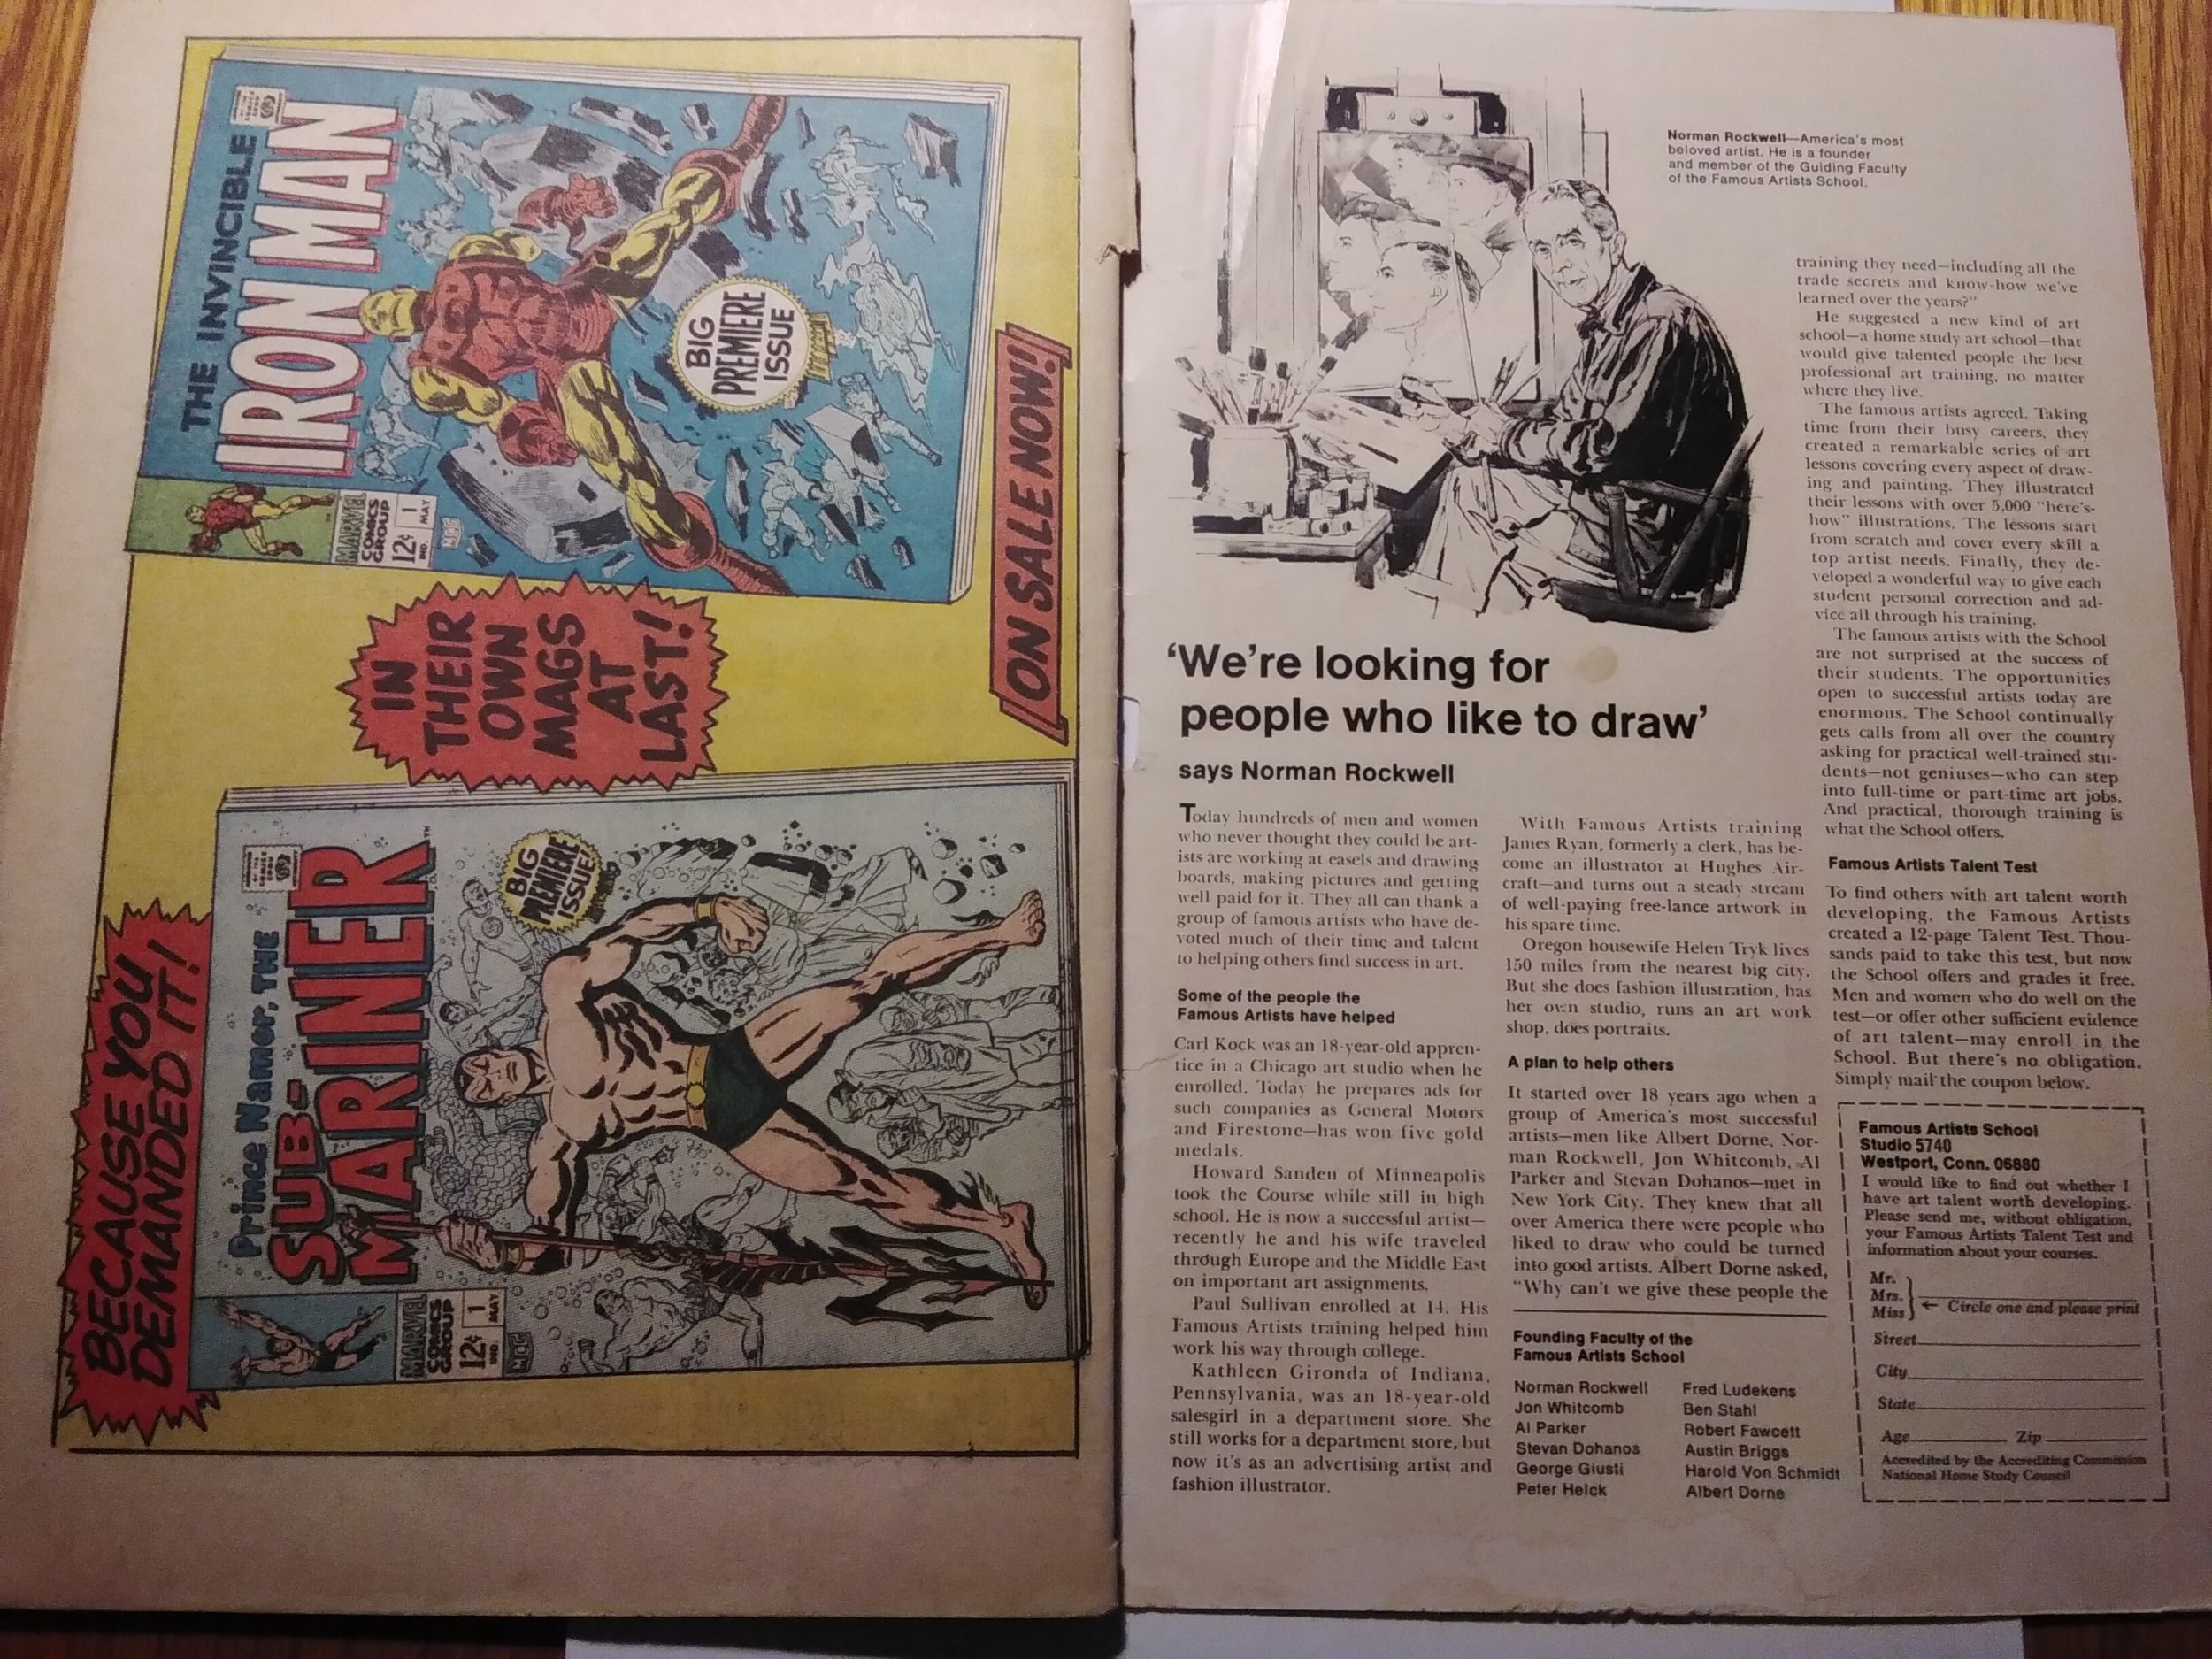 BECAUSE YOU
DEMANDED IT!
THE INVINCIBLE
IRON MAN
MARVEL
COMICS
GROUP
12¢
IND.
1
MAY
MCG
BIG
PREMIERE
ISSUE
IN
THEIR
OWN
MAGS
AT
LAST!
Prince Namor, THE
SUB-
MARINER
TM
MARVEL
COMICS
GROUP
12¢
IND.
1
MAY
MCG
BIG
PREMIERE
ISSUE!
ON SALE NOW!
Norman Rockwell—America's most
beloved artist. He is a founder
and member of the Guiding Faculty
of the Famous Artists School.
'We're looking for
people who like to draw'
says Norman Rockwell
Today hundreds of men and women
who never thought they could be art-
ists are working at easels and drawing
boards, making pictures and getting
well paid for it. They all can thank a
group of famous artists who have de-
voted much of their time and talent
to helping others find success in art.
Some of the people the
Famous Artists have helped
Carl Kock was an 18-year-old appren-
tice in a Chicago art studio when he
enrolled. Today he prepares ads for
such companies as General Motors
and Firestone—has won five gold
medals.
Howard Sanden of Minneapolis
took the Course while still in high
school. He is now a successful artist—
recently he and his wife traveled
through Europe and the Middle East
on important art assignments.
Paul Sullivan enrolled at 14. His
Famous Artists training helped him
work his way through college.
Kathleen Gironda of Indiana,
Pennsylvania, was an 18-year-old
salesgirl in a department store. She
still works for a department store, but
now it's as an advertising artist and
fashion illustrator.
With Famous Artists training
James Ryan, formerly a clerk, has be-
come an illustrator at Hughes Air-
craft—and turns out a steady stream
of well-paying free-lance artwork in
his spare time.
Oregon housewife Helen Tryk lives
150 miles from the nearest big city.
But she does fashion illustration, has
her own studio, runs an art work
shop, does portraits.
A plan to help others
It started over 18 years ago when a
group of America's most successful
artists—men like Albert Dorne, Nor-
man Rockwell, Jon Whitcomb, Al
Parker and Stevan Dohanos—met in
New York City. They knew that all
over America there were people who
liked to draw who could be turned
into good artists. Albert Dorne asked,
"Why can't we give these people the
training they need—including all the
trade secrets and know-how we've
learned over the years?"
He suggested a new kind of art
school—a home study art school—that
would give talented people the best
professional art training, no matter
where they live.
The famous artists agreed. Taking
time from their busy careers, they
created a remarkable series of art
lessons covering every aspect of draw-
ing and painting. They illustrated
their lessons with over 5,000 "here's-
how" illustrations. The lessons start
from scratch and cover every skill a
top artist needs. Finally, they de-
veloped a wonderful way to give each
student personal correction and ad-
vice all through his training.
The famous artists with the School
are not surprised at the success of
their students. The opportunities
open to successful artists today are
enormous. The School continually
gets calls from all over the country
asking for practical well-trained stu-
dents—not geniuses—who can step
into full-time or part-time art jobs.
And practical, thorough training is
what the School offers.
Famous Artists Talent Test
To find others with art talent worth
developing, the Famous Artists
created a 12-page Talent Test. Thou-
sands paid to take this test, but now
the School offers and grades it free.
Men and women who do well on the
test—or offer other sufficient evidence
of art talent—may enroll in the
School. But there's no obligation.
Simply mail the coupon below.
Founding Faculty of the
Famous Artists School
Norman Rockwell
Jon Whitcomb
Al Parker
Stevan Dohanos
George Giusti
Peter Helck
Fred Ludekens
Ben Stahl
Robert Fawcett
Austin Briggs
Harold Von Schmidt
Albert Dorne
Famous Artists School
Studio 5740
Westport, Conn. 06880
I would like to find out whether I
have art talent worth developing.
Please send me, without obligation,
your Famous Artists Talent Test and
information about your courses.
Mr.
Mrs.
Miss
← Circle one and please print
Street
City
State
Age Zip
Accredited by the Accrediting Commission
National Home Study Council